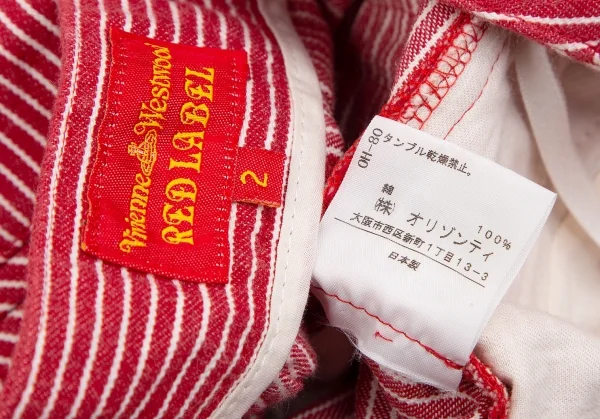 Vivienne Westwood
RED LABEL
2
HO-80
タンブル乾燥禁止。
綿 100%
㈱ オリゾンティ
大阪市西区新町1丁目13-3
日本製